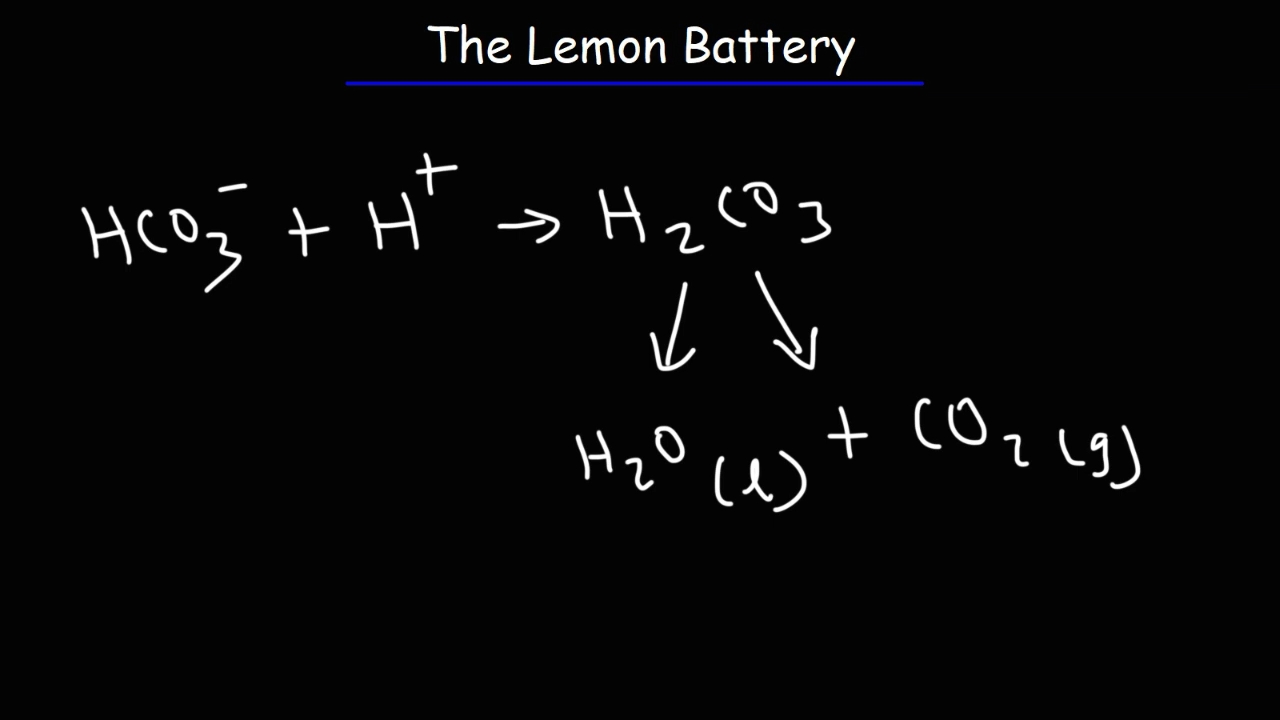 The Lemon Battery
HCO₃⁻ + H⁺ → H₂CO₃
H₂O (l) + CO₂ (g)